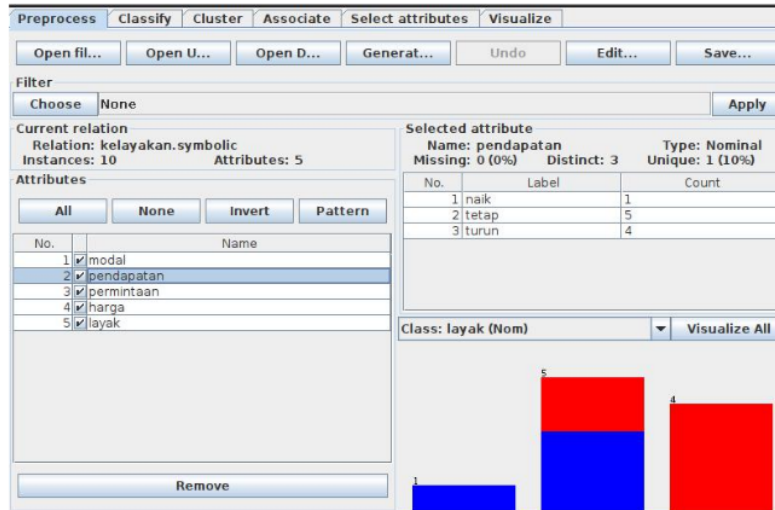 Preprocess Classify Cluster Associate Select attributes Visualize
Open fil... Open U... Open D... Generat... Undo Edit... Save...
Filter
Choose None Apply
Current relation
Relation: kelayakan.symbolic
Instances: 10 Attributes: 5
Attributes
All None Invert Pattern
No. Name
1 modal
2 pendapatan
3 permintaan
4 harga
5 layak
Remove
Selected attribute
Name: pendapatan Type: Nominal
Missing: 0 (0%) Distinct: 3 Unique: 1 (10%)
No. Label Count
1 naik 1
2 tetap 5
3 turun 4
Class: layak (Nom) Visualize All
5
4
1